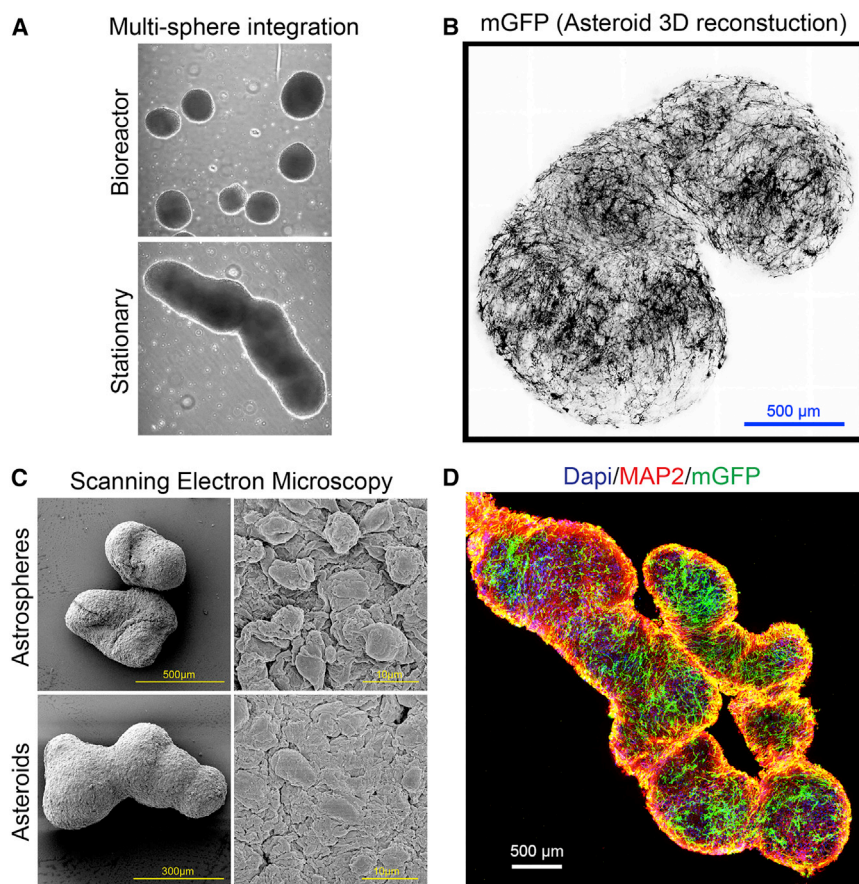 A
Multi-sphere integration
Bioreactor
Stationary
B
mGFP (Asteroid 3D reconstuction)
500 µm
C
Scanning Electron Microscopy
Astrospheres
500µm
10µm
Asteroids
300µm
10µm
D
Dapi/MAP2/mGFP
500 µm